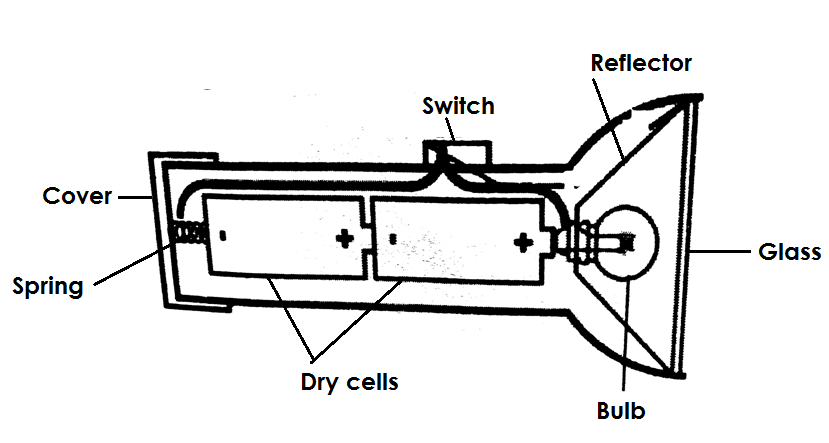 Reflector
Switch
Cover
- + - +
Glass
Spring
Dry cells
Bulb